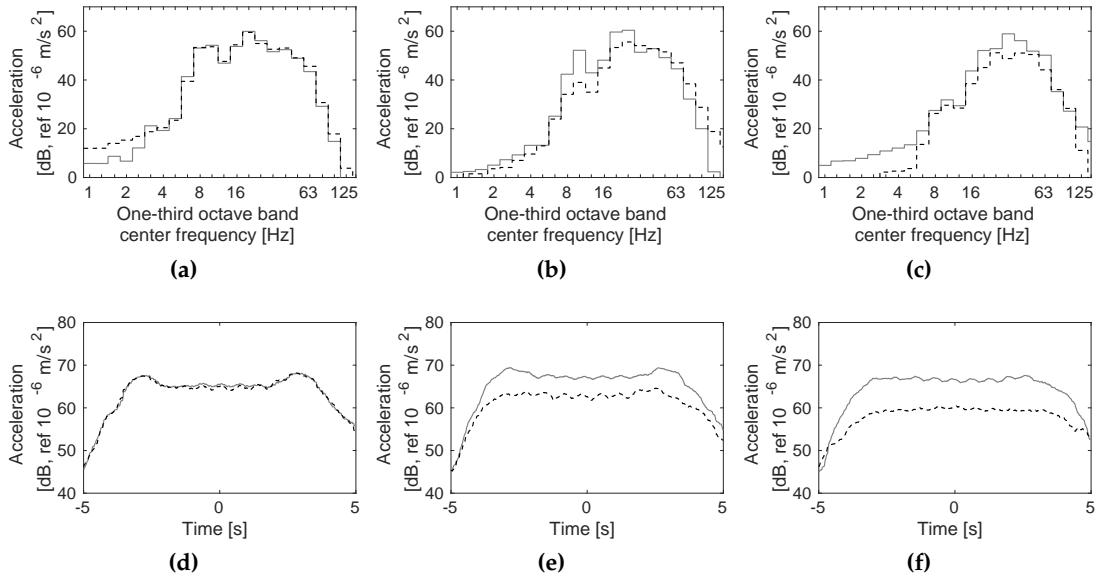 Acceleration
[dB, ref 10 -6 m/s 2 ]
60
40
20
0
1 2 4 8 16 63 125
One-third octave band
center frequency [Hz]
(a)
Acceleration
[dB, ref 10 -6 m/s 2 ]
60
40
20
0
1 2 4 8 16 63 125
One-third octave band
center frequency [Hz]
(b)
Acceleration
[dB, ref 10 -6 m/s 2 ]
60
40
20
0
1 2 4 8 16 63 125
One-third octave band
center frequency [Hz]
(c)
Acceleration
[dB, ref 10 -6 m/s 2 ]
80
70
60
50
40
-5 0 5
Time [s]
(d)
Acceleration
[dB, ref 10 -6 m/s 2 ]
80
70
60
50
40
-5 0 5
Time [s]
(e)
Acceleration
[dB, ref 10 -6 m/s 2 ]
80
70
60
50
40
-5 0 5
Time [s]
(f)